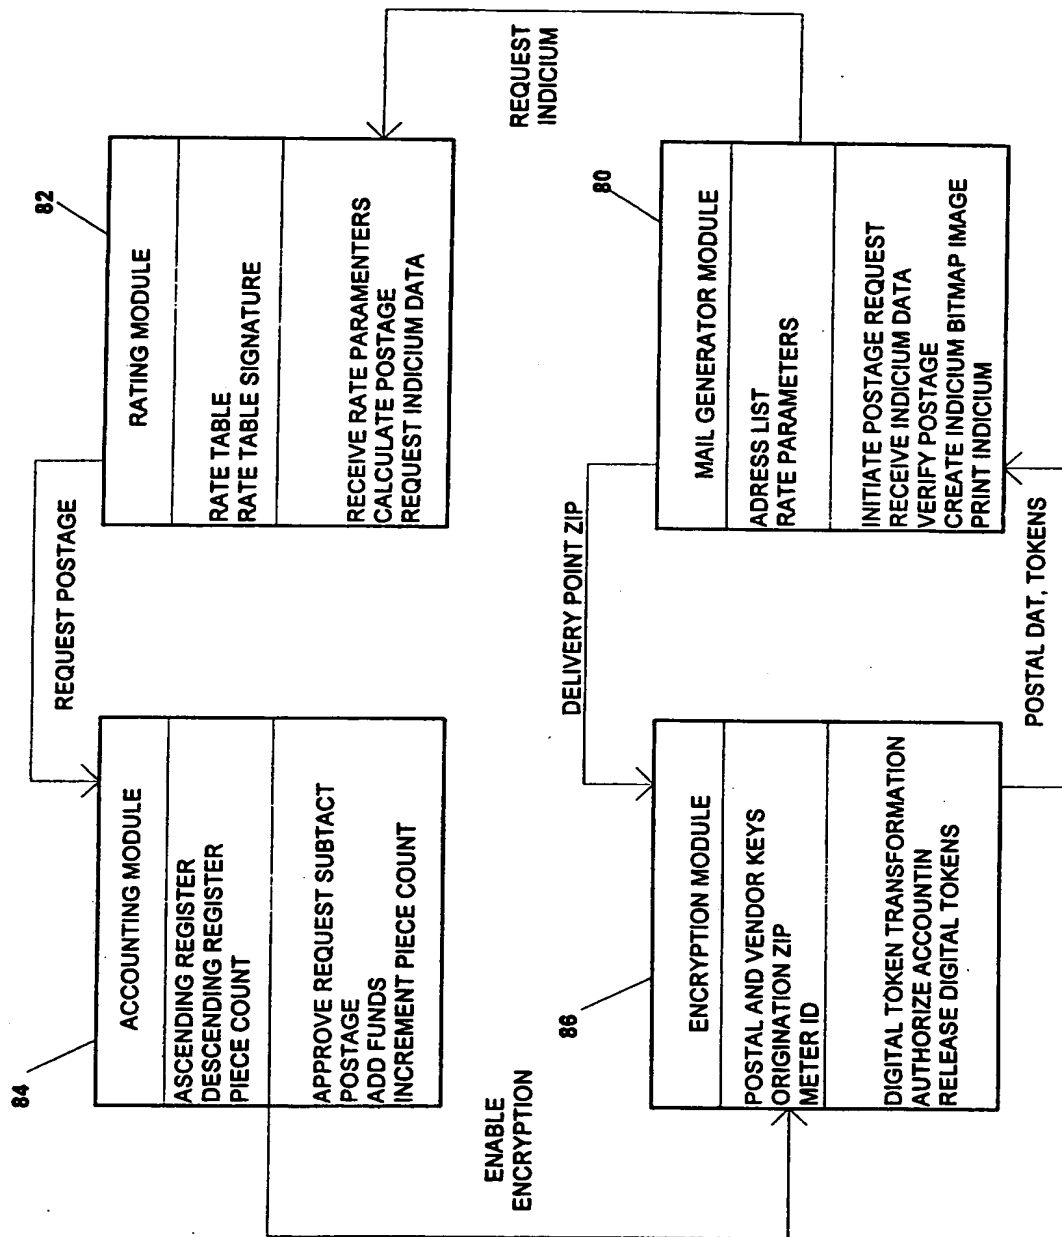 84
ACCOUNTING MODULE
ASCENDING REGISTER
DESCENDING REGISTER
PIECE COUNT
APPROVE REQUEST SUBTACT
POSTAGE
ADD FUNDS
INCREMENT PIECE COUNT
REQUEST POSTAGE
82
RATING MODULE
RATE TABLE
RATE TABLE SIGNATURE
RECEIVE RATE PARAMENTERS
CALCULATE POSTAGE
REQUEST INDICIUM DATA
ENABLE
ENCRYPTION
REQUEST
INDICIUM
86
ENCRYPTION MODULE
POSTAL AND VENDOR KEYS
ORIGINATION ZIP
METER ID
DIGITAL TOKEN TRANSFORMATION
AUTHORIZE ACCOUNTIN
RELEASE DIGITAL TOKENS
DELIVERY POINT ZIP
80
MAIL GENERATOR MODULE
ADRESS LIST
RATE PARAMETERS
INITIATE POSTAGE REQUEST
RECEIVE INDICIUM DATA
VERIFY POSTAGE
CREATE INDICIUM BITMAP IMAGE
PRINT INDICIUM
POSTAL DAT, TOKENS